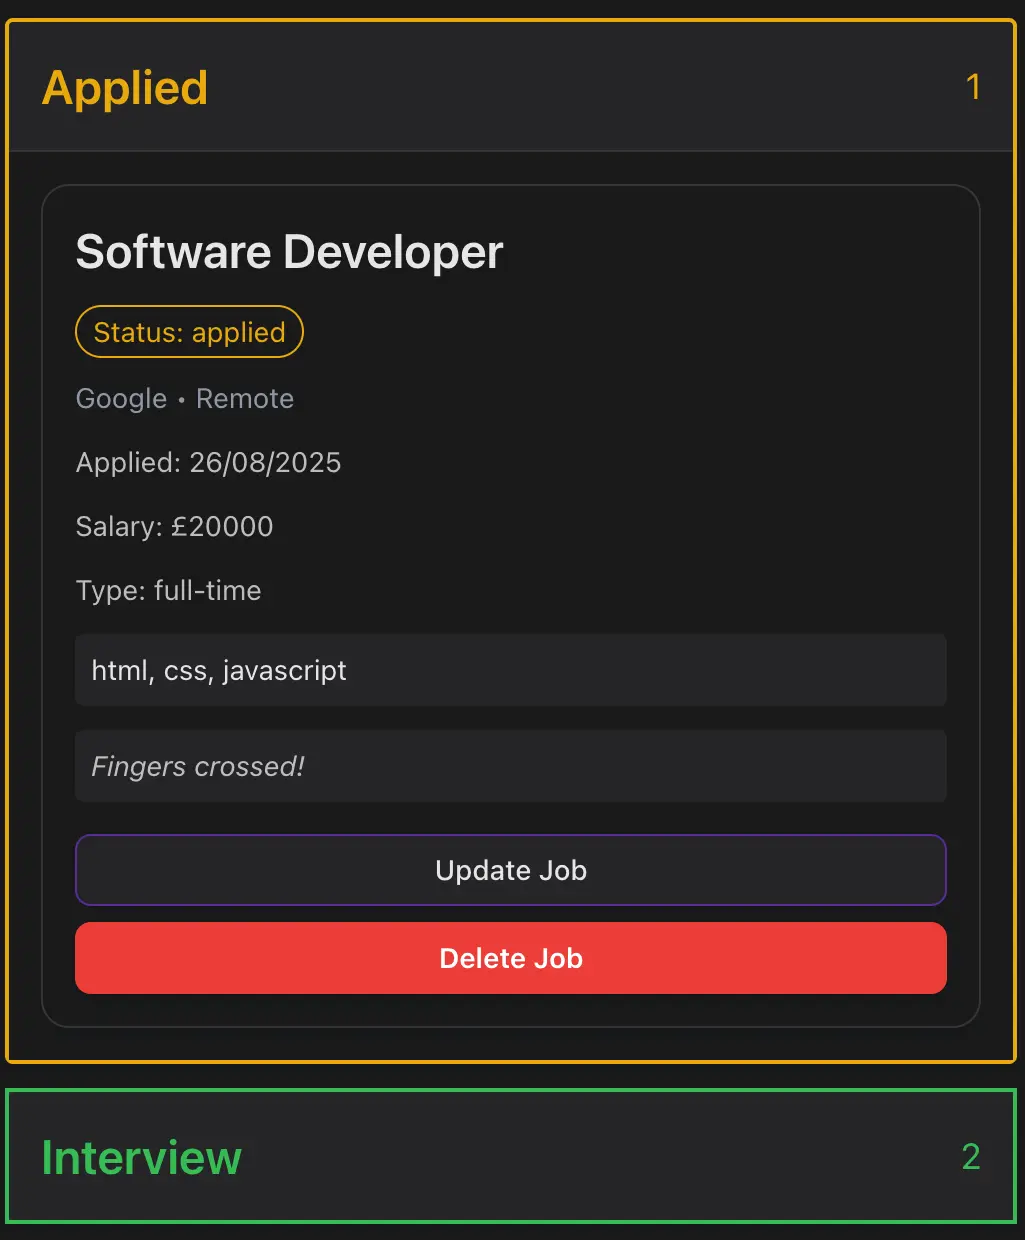 Applied 1
Software Developer
Status: applied
Google • Remote
Applied: 26/08/2025
Salary: £20000
Type: full-time
html, css, javascript
Fingers crossed!
Update Job
Delete Job
Interview 2